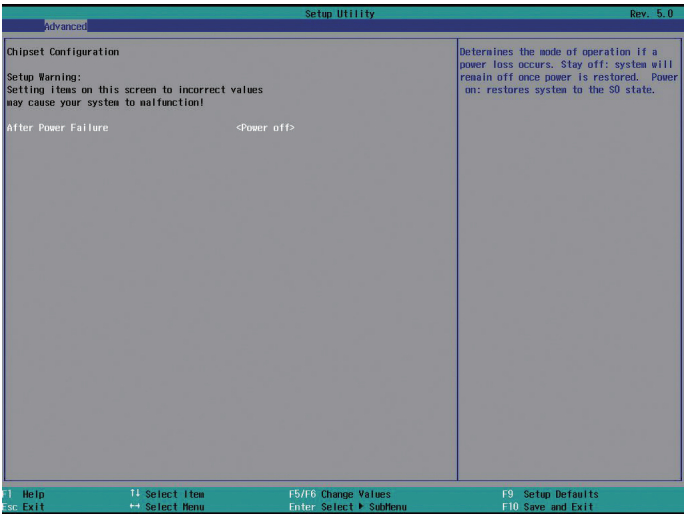 Setup Utility Rev. 5.0
Advanced
Chipset Configuration
Setup Warning:
Setting items on this screen to incorrect values
may cause your system to malfunction!
After Power Failure <Power off>
Determines the mode of operation if a
power loss occurs. Stay off: system will
remain off once power is restored. Power
on: restores system to the S0 state.
F1 Help ↑↓ Select Item F5/F6 Change Values F9 Setup Defaults
Esc Exit ↔ Select Menu Enter Select ▶ SubMenu F10 Save and Exit